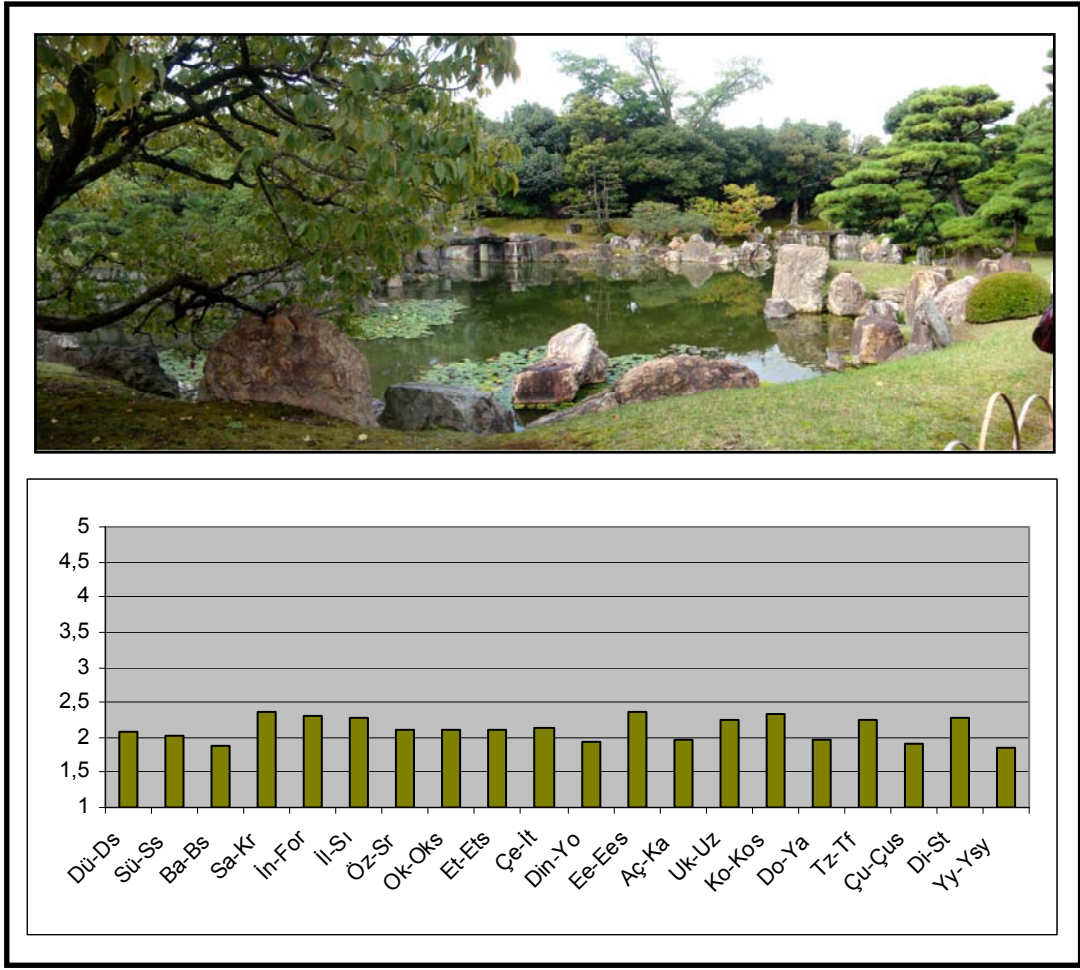 5
4,5
4
3,5
3
2,5
2
1,5
1
Dü-Ds
Sü-Ss
Ba-Bs
Sa-Kr
İn-For
İl-Sı
Öz-Sr
Ok-Oks
Et-Ets
Çe-İt
Din-Yo
Ee-Ees
Aç-Ka
Uk-Uz
Ko-Kos
Do-Ya
Tz-Tf
Çu-Çus
Di-St
Yy-Ysy